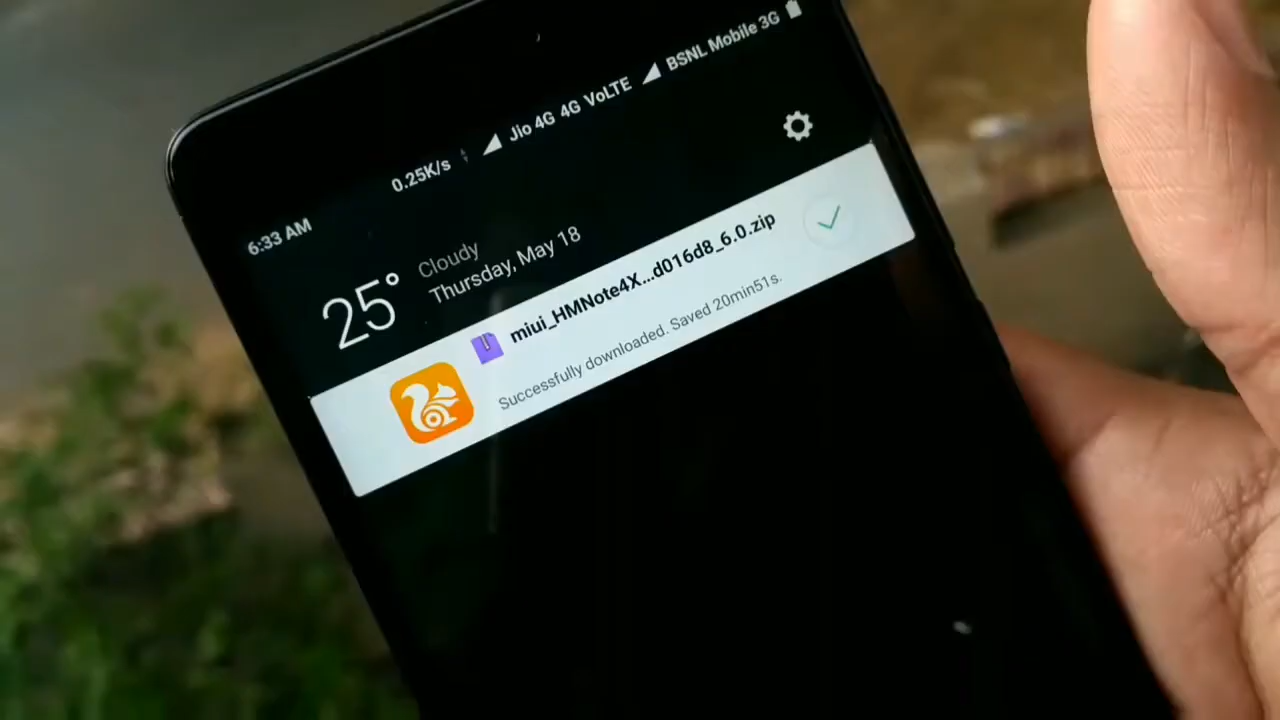 6:33 AM 0.25K/s Jio 4G 4G VoLTE BSNL Mobile 3G
25° Cloudy
Thursday, May 18
miui_HMNote4X...d016d8_6.0.zip
Successfully downloaded. Saved 20min51s.